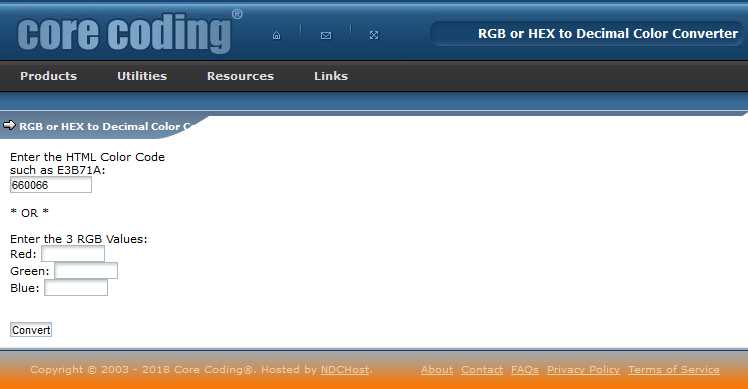 core coding®
RGB or HEX to Decimal Color Converter
Products Utilities Resources Links
RGB or HEX to Decimal Color C
Enter the HTML Color Code
such as E3B71A:
660066
* OR *
Enter the 3 RGB Values:
Red:
Green:
Blue:
Convert
Copyright © 2003 - 2018 Core Coding®. Hosted by NDCHost. About Contact FAQs Privacy Policy Terms of Service